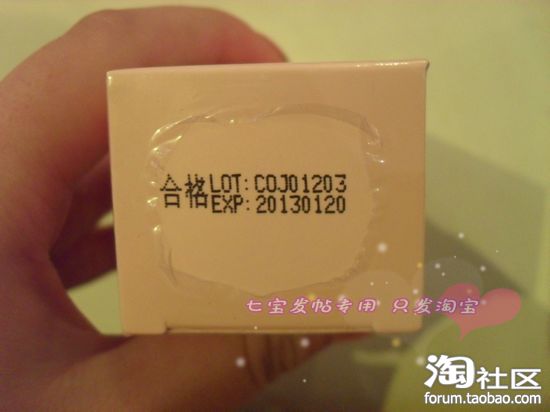 合格 LOT: COJ01203
EXP: 20130120
七宝发帖专用 只发淘宝
淘社区
forum.taobao.com